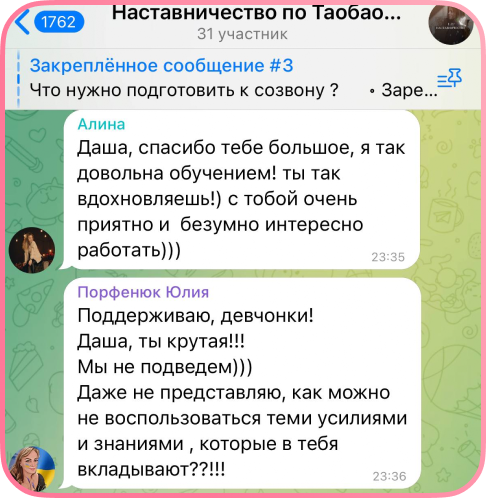 1762
Наставничество по Таобао...
31 участник
Закреплённое сообщение #3
Что нужно подготовить к созвону ? • Заре...
Алина
Даша, спасибо тебе большое, я так
довольна обучением! ты так
вдохновляешь!) с тобой очень
приятно и безумно интересно
работать)))
23:35
Порфенюк Юлия
Поддерживаю, девчонки!
Даша, ты крутая!!!
Мы не подведем)))
Даже не представляю, как можно
не воспользоваться теми усилиями
и знаниями , которые в тебя
вкладывают??!!!
23:36